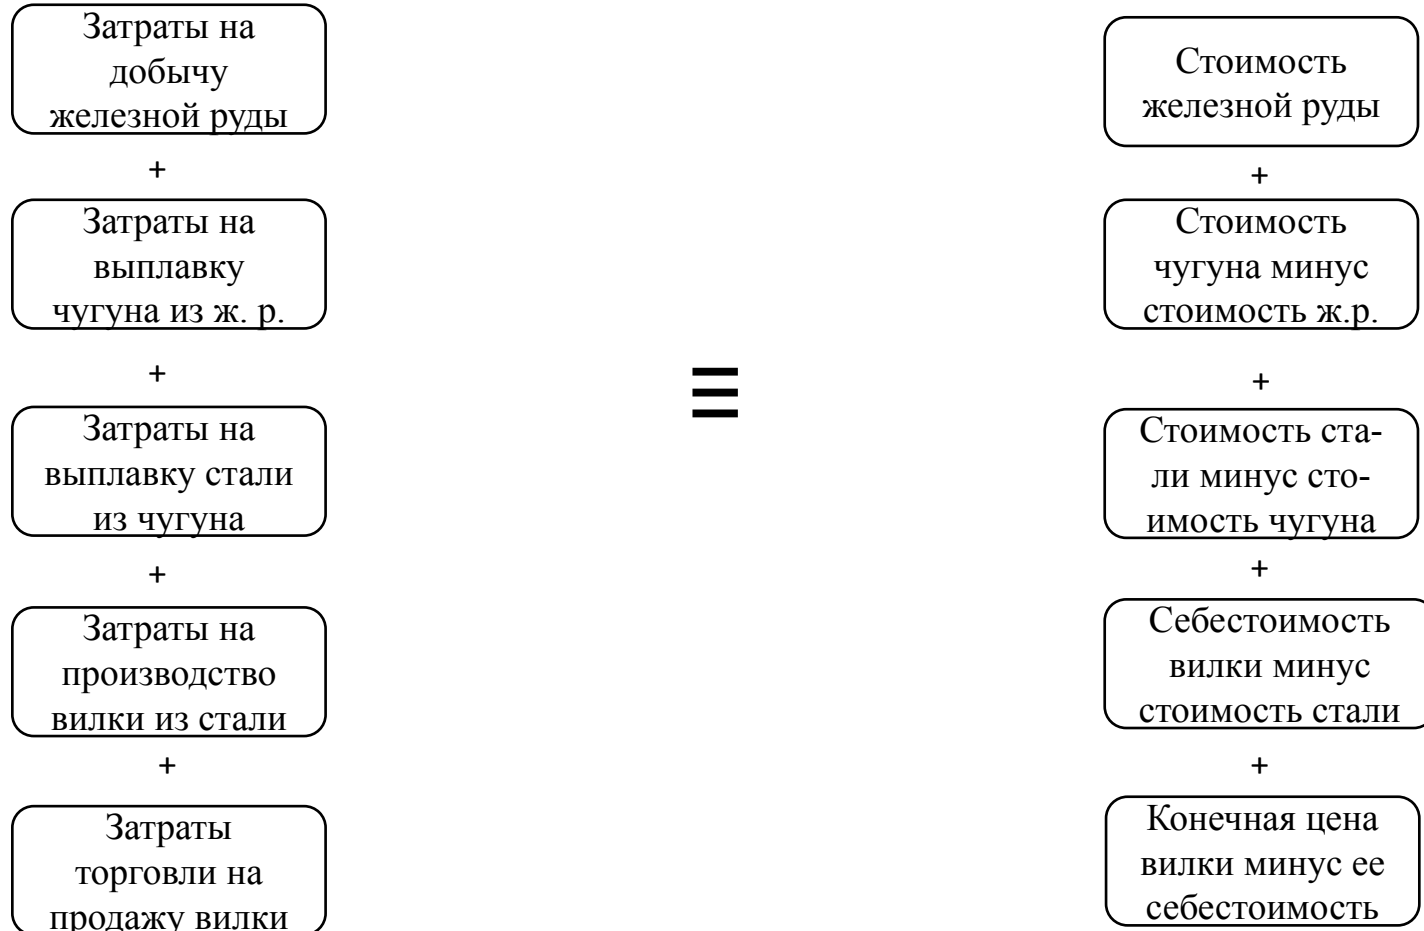 Затраты на
добычу
железной руды
+
Затраты на
выплавку
чугуна из ж. р.
+
Затраты на
выплавку стали
из чугуна
+
Затраты на
производство
вилки из стали
+
Затраты
торговли на
продажу вилки
≡
Стоимость
железной руды
+
Стоимость
чугуна минус
стоимость ж.р.
+
Стоимость ста-
ли минус сто-
имость чугуна
+
Себестоимость
вилки минус
стоимость стали
+
Конечная цена
вилки минус ее
себестоимость